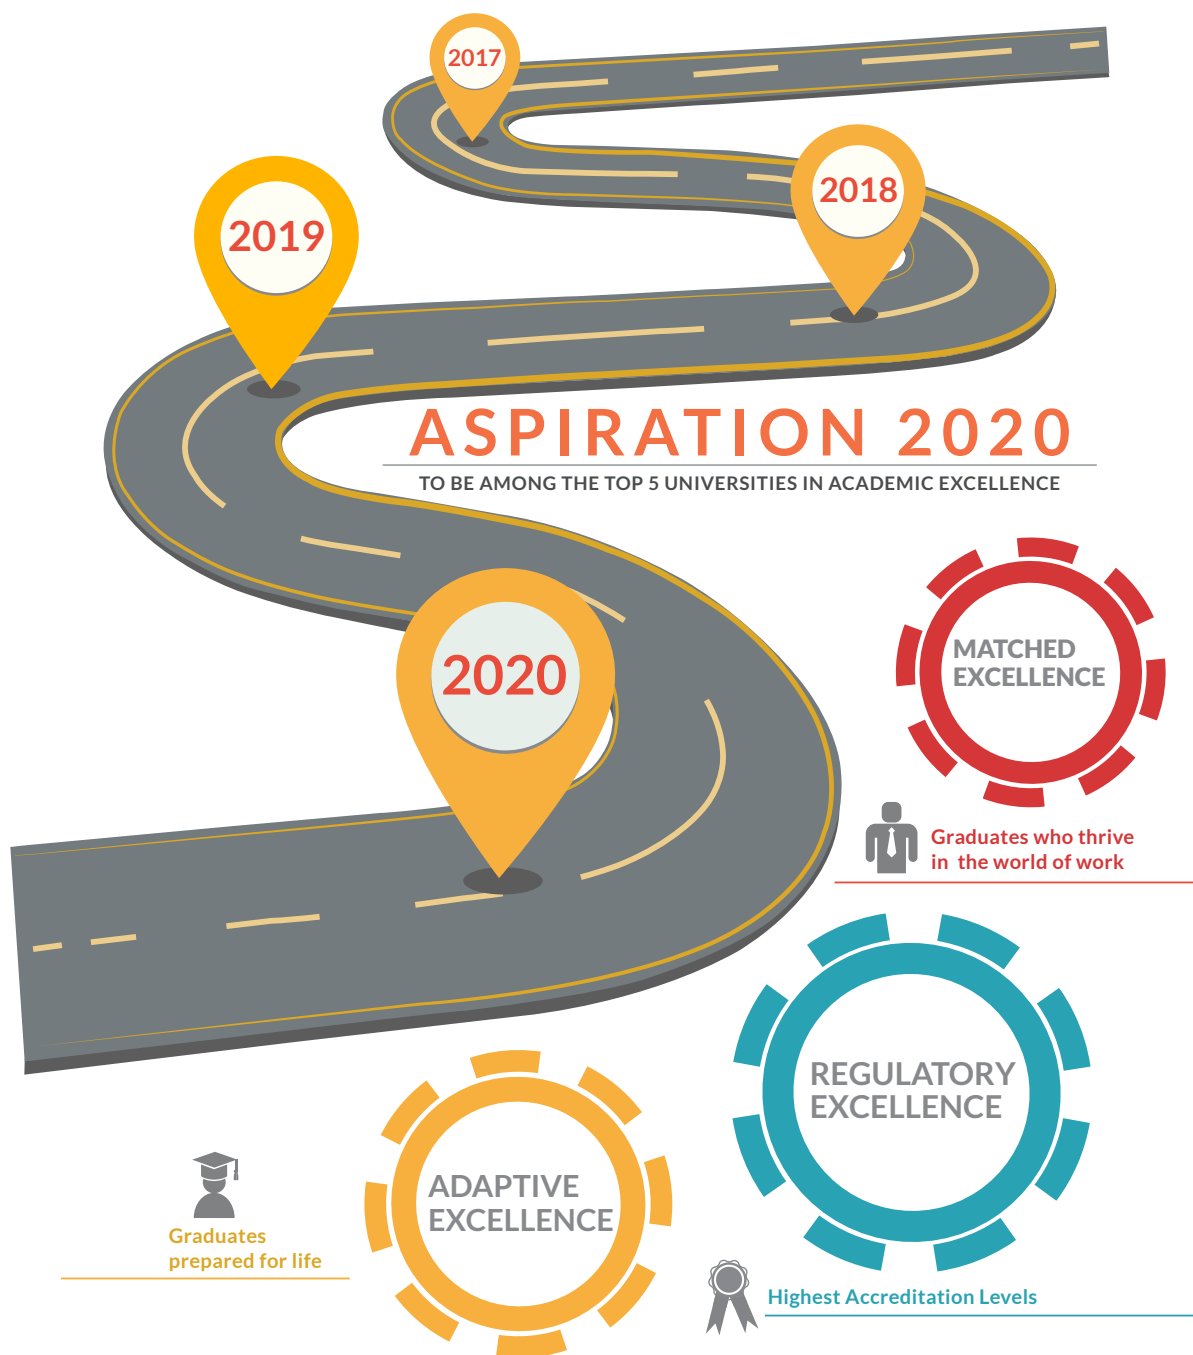 2017
2018
2019
ASPIRATION 2020
TO BE AMONG THE TOP 5 UNIVERSITIES IN ACADEMIC EXCELLENCE
2020
MATCHED
EXCELLENCE
Graduates who thrive
in the world of work
REGULATORY
EXCELLENCE
ADAPTIVE
EXCELLENCE
Graduates
prepared for life
Highest Accreditation Levels